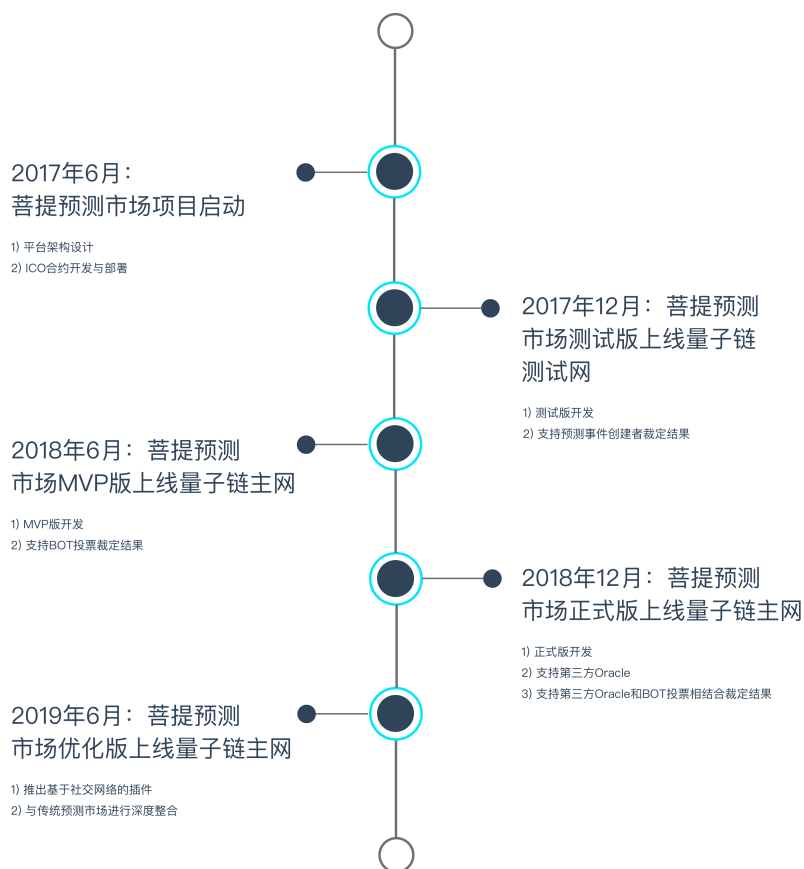 2017年6月：
菩提预测市场项目启动
1) 平台架构设计
2) ICO合约开发与部署
2017年12月：菩提预测
市场测试版上线量子链
测试网
1) 测试版开发
2) 支持预测事件创建者裁定结果
2018年6月：菩提预测
市场MVP版上线量子链主网
1) MVP版开发
2) 支持BOT投票裁定结果
2018年12月：菩提预测
市场正式版上线量子链主网
1) 正式版开发
2) 支持第三方Oracle
3) 支持第三方Oracle和BOT投票相结合裁定结果
2019年6月：菩提预测
市场优化版上线量子链主网
1) 推出基于社交网络的插件
2) 与传统预测市场进行深度整合